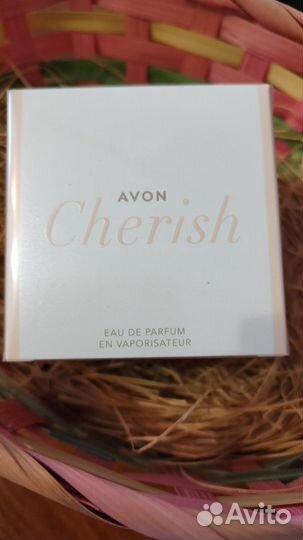 AVON
Cherish
EAU DE PARFUM
EN VAPORISATEUR
Avito